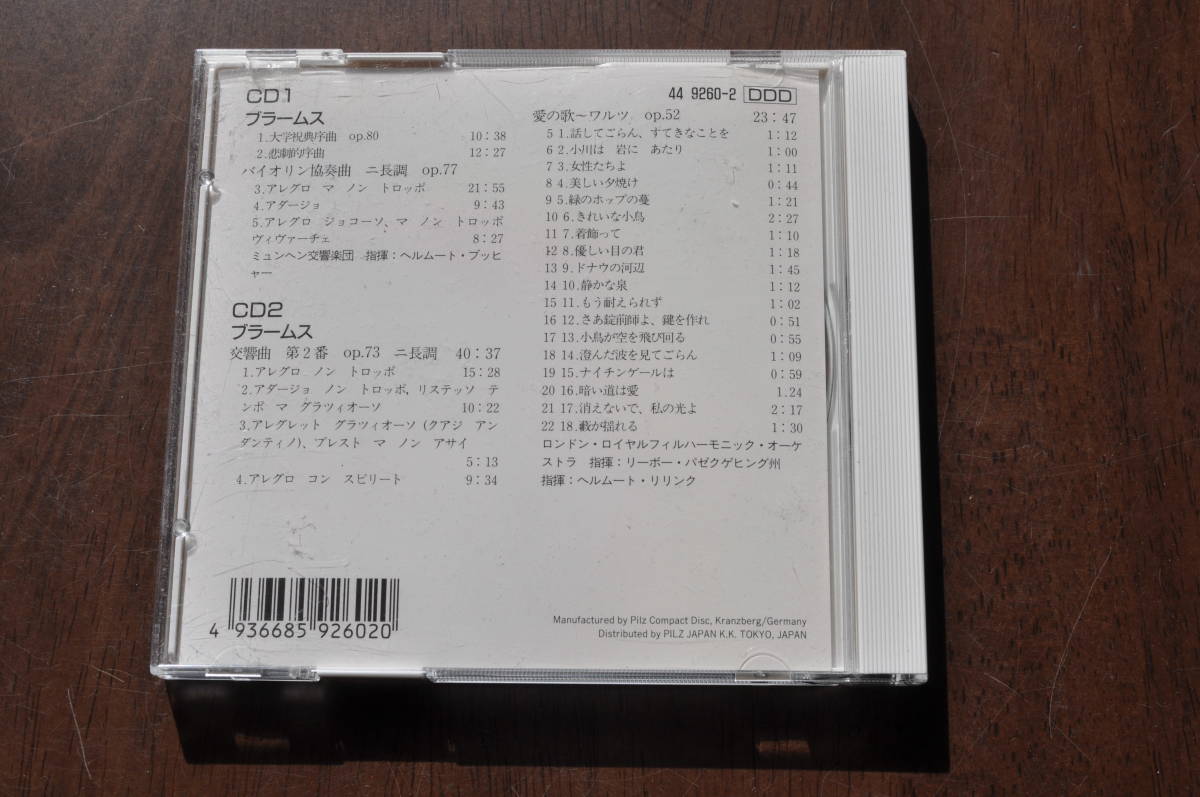 CD1
ブラームス
1.大学祝典序曲 op.80 10:38
2.悲劇的序曲 12:27
バイオリン協奏曲 ニ長調 op.77
3.アレグロ マ ノン トロッポ 21:55
4.アダージョ 9:43
5.アレグロ ジョコーソ、マ ノン トロッポ
ヴィヴァーチェ 8:27
ミュンヘン交響楽団 指揮:ヘルムート・ブッヒ
ャー
CD2
ブラームス
交響曲 第2番 op.73 ニ長調 40:37
1.アレグロ ノン トロッポ 15:28
2.アダージョ ノン トロッポ, リステッソ テ
ンポ マ グラツィオーソ 10:22
3.アレグレット グラツィオーソ (クアジ アン
ダンティノ)、プレスト マ ノン アサイ
5:13
4.アレグロ コン スピリート 9:34
44 9260-2 DDD
愛の歌〜ワルツ op.52 23:47
5 1.話してごらん、すてきなことを 1:12
6 2.小川は 岩に あたり 1:00
7 3.女性たちよ 1:11
8 4.美しい夕焼け 0:44
9 5.緑のホップの蔓 1:21
10 6.きれいな小鳥 2:27
11 7.着飾って 1:10
12 8.優しい目の君 1:18
13 9.ドナウの河辺 1:45
14 10.静かな泉 1:12
15 11.もう耐えられず 1:02
16 12.さあ錠前師よ、鍵を作れ 0:51
17 13.小鳥が空を飛び回る 0:55
18 14.澄んだ波を見てごらん 1:09
19 15.ナイチンゲールは 0:59
20 16.暗い道は愛 1.24
21 17.消えないで、私の光よ 2:17
22 18.薮が揺れる 1:30
ロンドン・ロイヤルフィルハーモニック・オーケ
ストラ 指揮:リーボー・パゼクゲヒング州
指揮:ヘルムート・リリンク
4 936685 926020
Manufactured by Pilz Compact Disc, Kranzberg/Germany
Distributed by PILZ JAPAN K.K. TOKYO, JAPAN